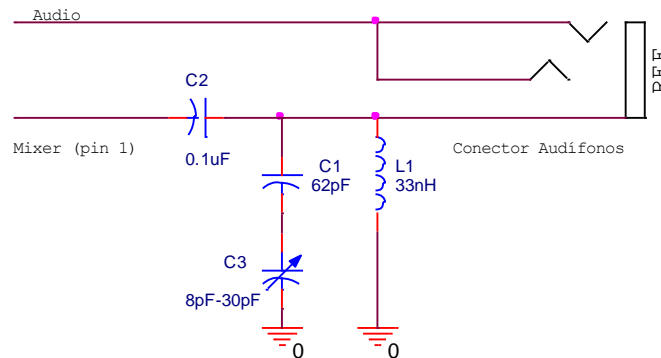 Audio
C2
0.1uF
Mixer (pin 1)
C1
62pF
L1
33nH
Conector Audífonos
C3
8pF-30pF
0
0